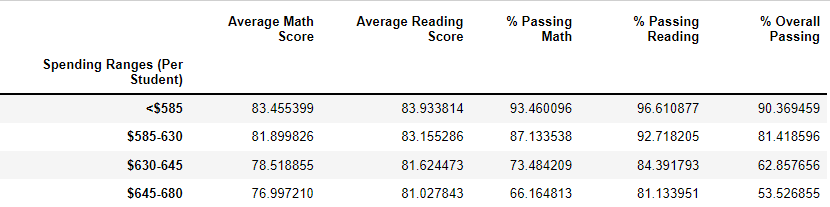 Average Math Score Average Reading Score % Passing Math % Passing Reading % Overall Passing
Spending Ranges (Per Student)
<$585 83.455399 83.933814 93.460096 96.610877 90.369459
$585-630 81.899826 83.155286 87.133538 92.718205 81.418596
$630-645 78.518855 81.624473 73.484209 84.391793 62.857656
$645-680 76.997210 81.027843 66.164813 81.133951 53.526855